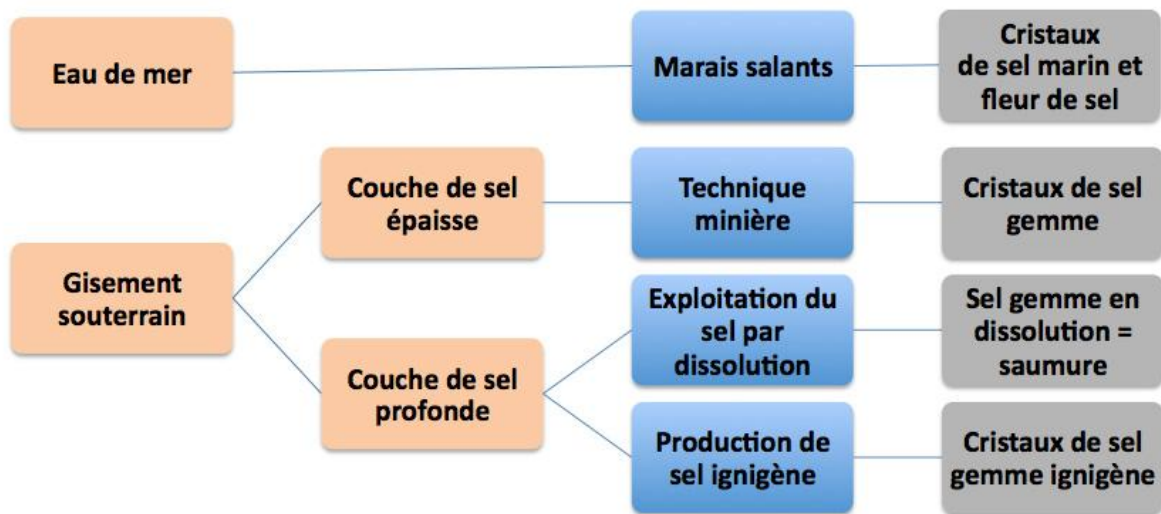 Eau de mer
Marais salants
Cristaux
de sel marin et
fleur de sel
Gisement
souterrain
Couche de sel
épaisse
Technique
minière
Cristaux de sel
gemme
Couche de sel
profonde
Exploitation du
sel par
dissolution
Sel gemme en
dissolution =
saumure
Production de
sel ignigène
Cristaux de sel
gemme ignigène